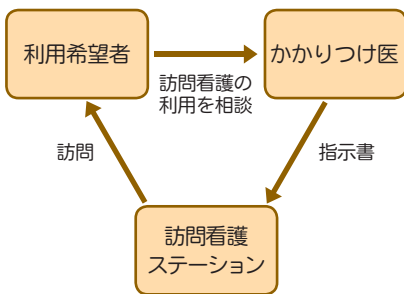 利用希望者
かかりつけ医
訪問看護の
利用を相談
訪問
指示書
訪問看護
ステーション